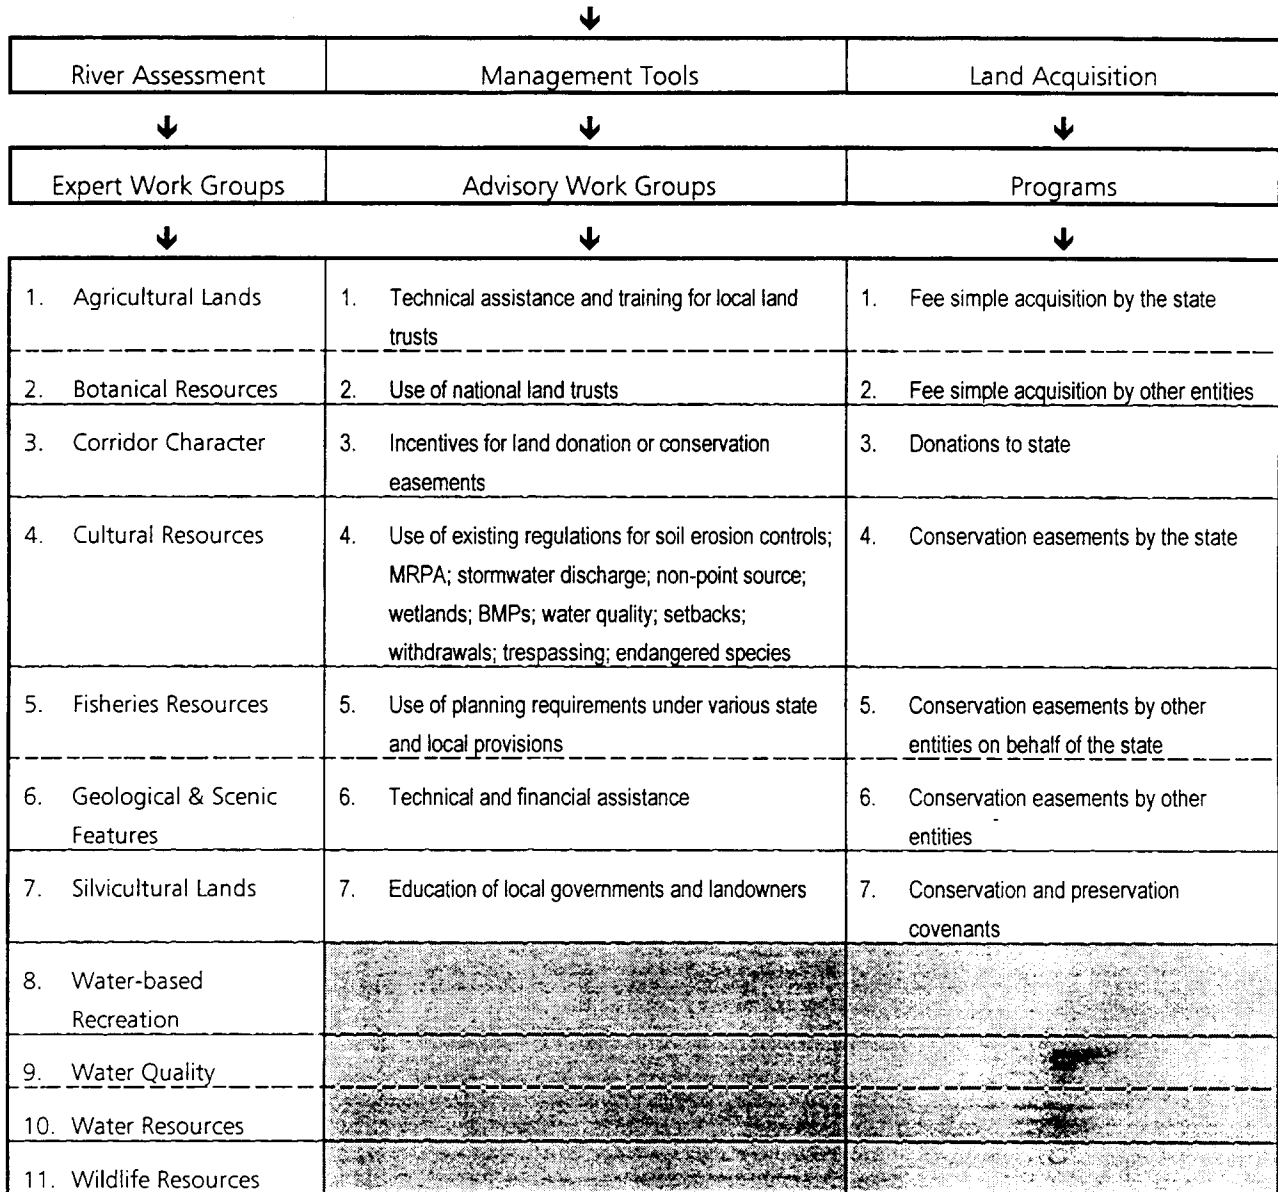 River Assessment
Management Tools
Land Acquisition
Expert Work Groups
Advisory Work Groups
Programs
1. Agricultural Lands
1. Technical assistance and training for local land
trusts
1. Fee simple acquisition by the state
2. Botanical Resources
2. Use of national land trusts
2. Fee simple acquisition by other entities
3. Corridor Character
3. Incentives for land donation or conservation
easements
3. Donations to state
4. Cultural Resources
4. Use of existing regulations for soil erosion controls;
MRPA; stormwater discharge; non-point source;
wetlands; BMPs; water quality; setbacks;
withdrawals; trespassing; endangered species
4. Conservation easements by the state
5. Fisheries Resources
5. Use of planning requirements under various state
and local provisions
5. Conservation easements by other
entities on behalf of the state
6. Geological & Scenic
Features
6. Technical and financial assistance
6. Conservation easements by other
entities
7. Silvicultural Lands
7. Education of local governments and landowners
7. Conservation and preservation
covenants
8. Water-based
Recreation
9. Water Quality
10. Water Resources
11. Wildlife Resources